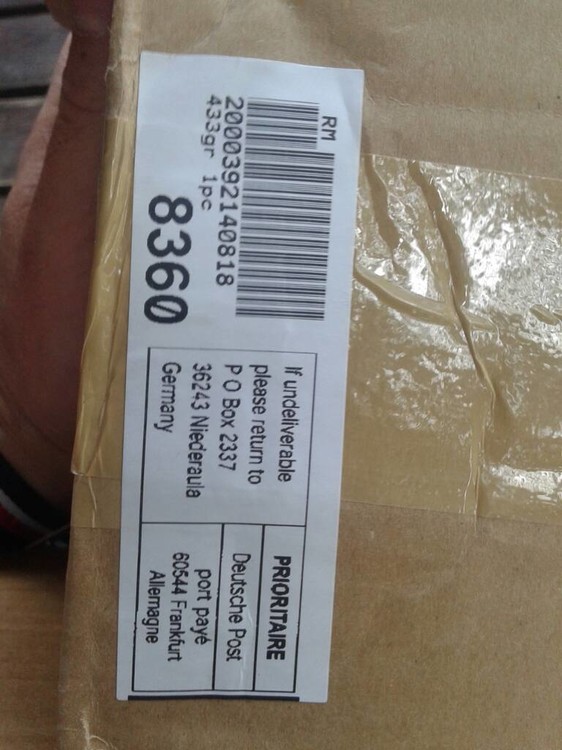 RM
2000392140818
433gr 1pc
8360
If undeliverable
please return to
P O Box 2337
36243 Niederaula
Germany
PRIORITAIRE
Deutsche Post
port payé
60544 Frankfurt
Allemagne